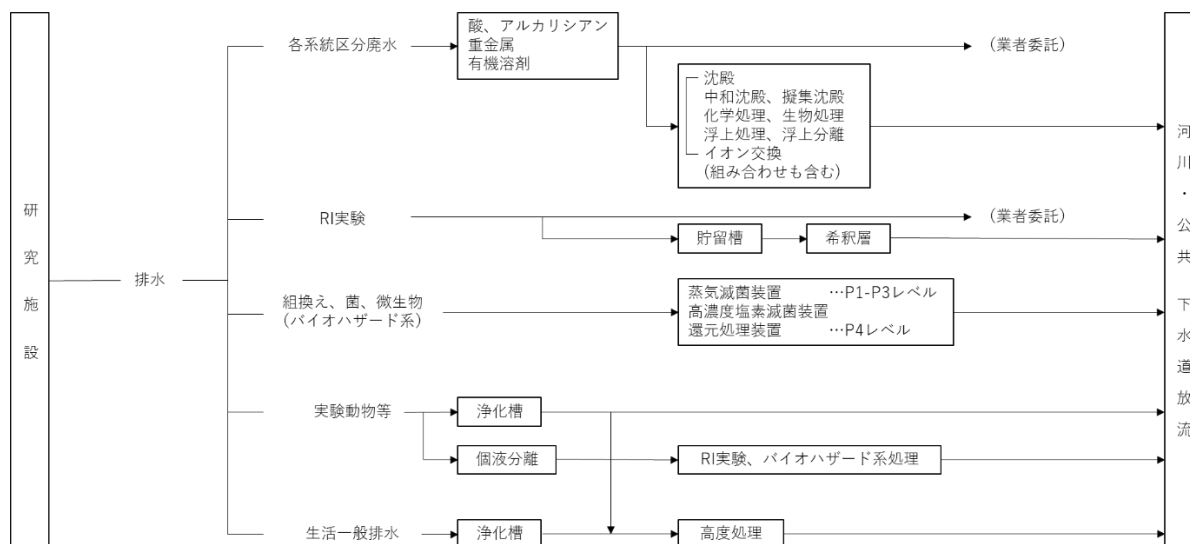 研究施設
排水
各系統区分廃水
酸、アルカリシアン
重金属
有機溶剤
(業者委託)
沈殿
中和沈殿、擬集沈殿
化学処理、生物処理
浮上処理、浮上分離
イオン交換
(組み合わせも含む)
RI実験
(業者委託)
貯留槽
希釈層
組換え、菌、微生物
(バイオハザード系)
蒸気滅菌装置 …P1-P3レベル
高濃度塩素滅菌装置
還元処理装置 …P4レベル
実験動物等
浄化槽
個液分離
RI実験、バイオハザード系処理
生活一般排水
浄化槽
高度処理
河川・公共下水道放流